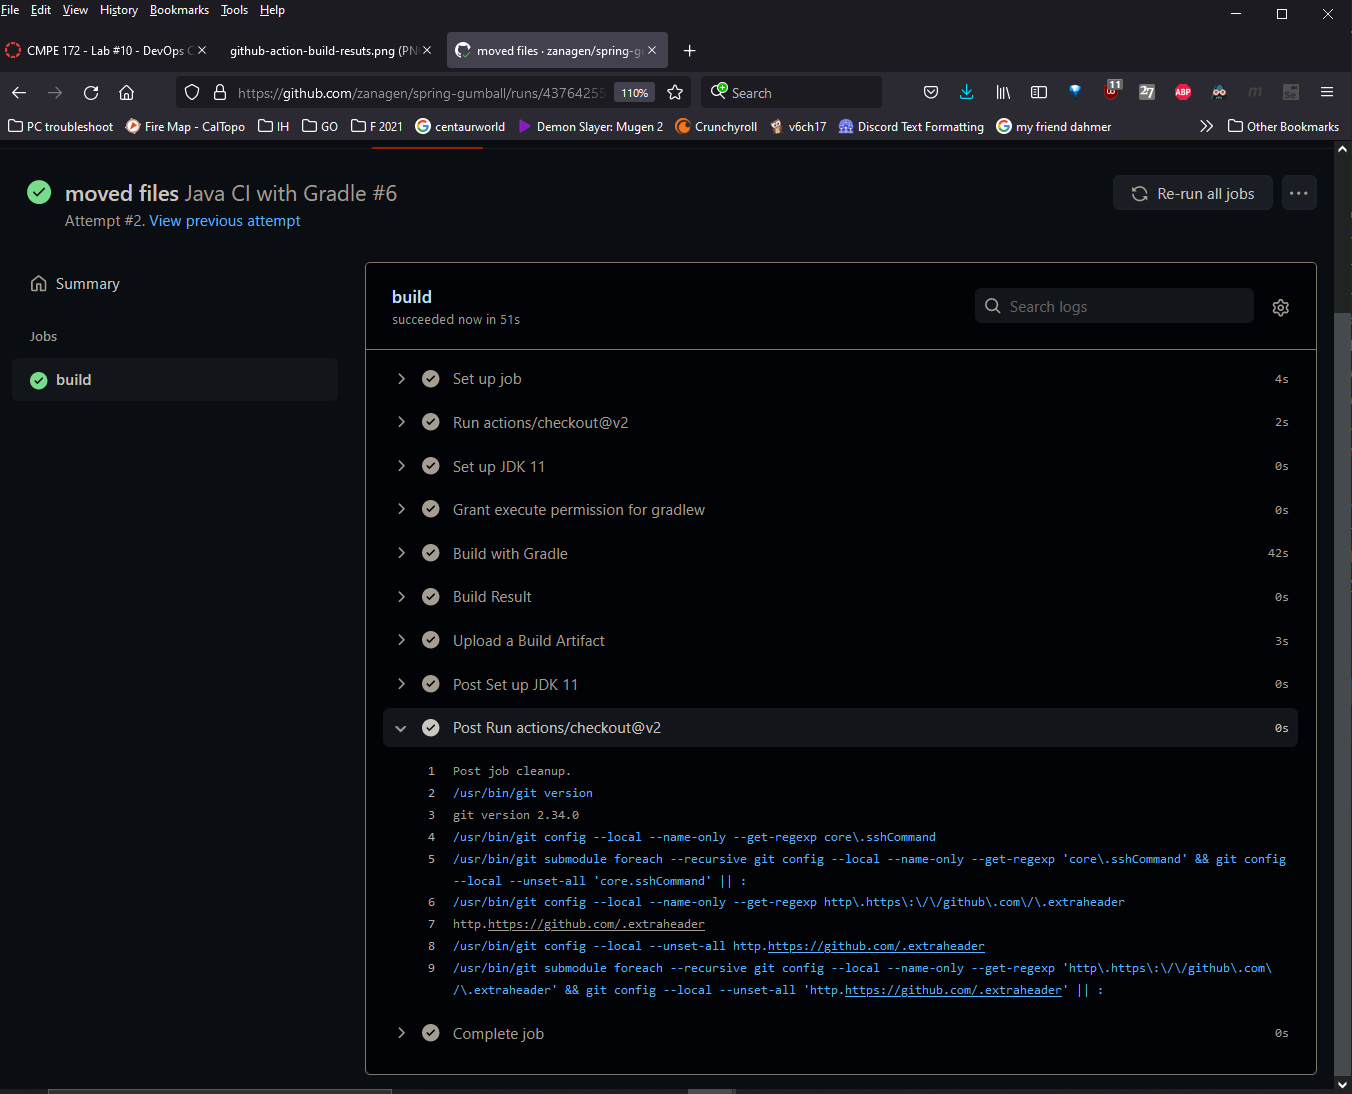 File Edit View History Bookmarks Tools Help
CMPE 172 - Lab #10 - DevOps C
github-action-build-resuts.png (PN
moved files · zanagen/spring-gu
https://github.com/zanagen/spring-gumball/runs/43764255
110%
Search
11
27
ABP
m
Se
PC troubleshoot
Fire Map - CalTopo
IH
GO
F 2021
centaurworld
Demon Slayer: Mugen 2
Crunchyroll
v6ch17
Discord Text Formatting
my friend dahmer
Other Bookmarks
moved files Java CI with Gradle #6
Attempt #2. View previous attempt
Re-run all jobs
Summary
Jobs
build
build
succeeded now in 51s
Search logs
Set up job 4s
Run actions/checkout@v2 2s
Set up JDK 11 0s
Grant execute permission for gradlew 0s
Build with Gradle 42s
Build Result 0s
Upload a Build Artifact 3s
Post Set up JDK 11 0s
Post Run actions/checkout@v2 0s
1 Post job cleanup.
2 /usr/bin/git version
3 git version 2.34.0
4 /usr/bin/git config --local --name-only --get-regexp core\.sshCommand
5 /usr/bin/git submodule foreach --recursive git config --local --name-only --get-regexp 'core\.sshCommand' && git config
--local --unset-all 'core.sshCommand' || :
6 /usr/bin/git config --local --name-only --get-regexp http\.https\:\/\/github\.com\/\.extraheader
7 http.https://github.com/.extraheader
8 /usr/bin/git config --local --unset-all http.https://github.com/.extraheader
9 /usr/bin/git submodule foreach --recursive git config --local --name-only --get-regexp 'http\.https\:\/\/github\.com\
/\.extraheader' && git config --local --unset-all 'http.https://github.com/.extraheader' || :
Complete job 0s